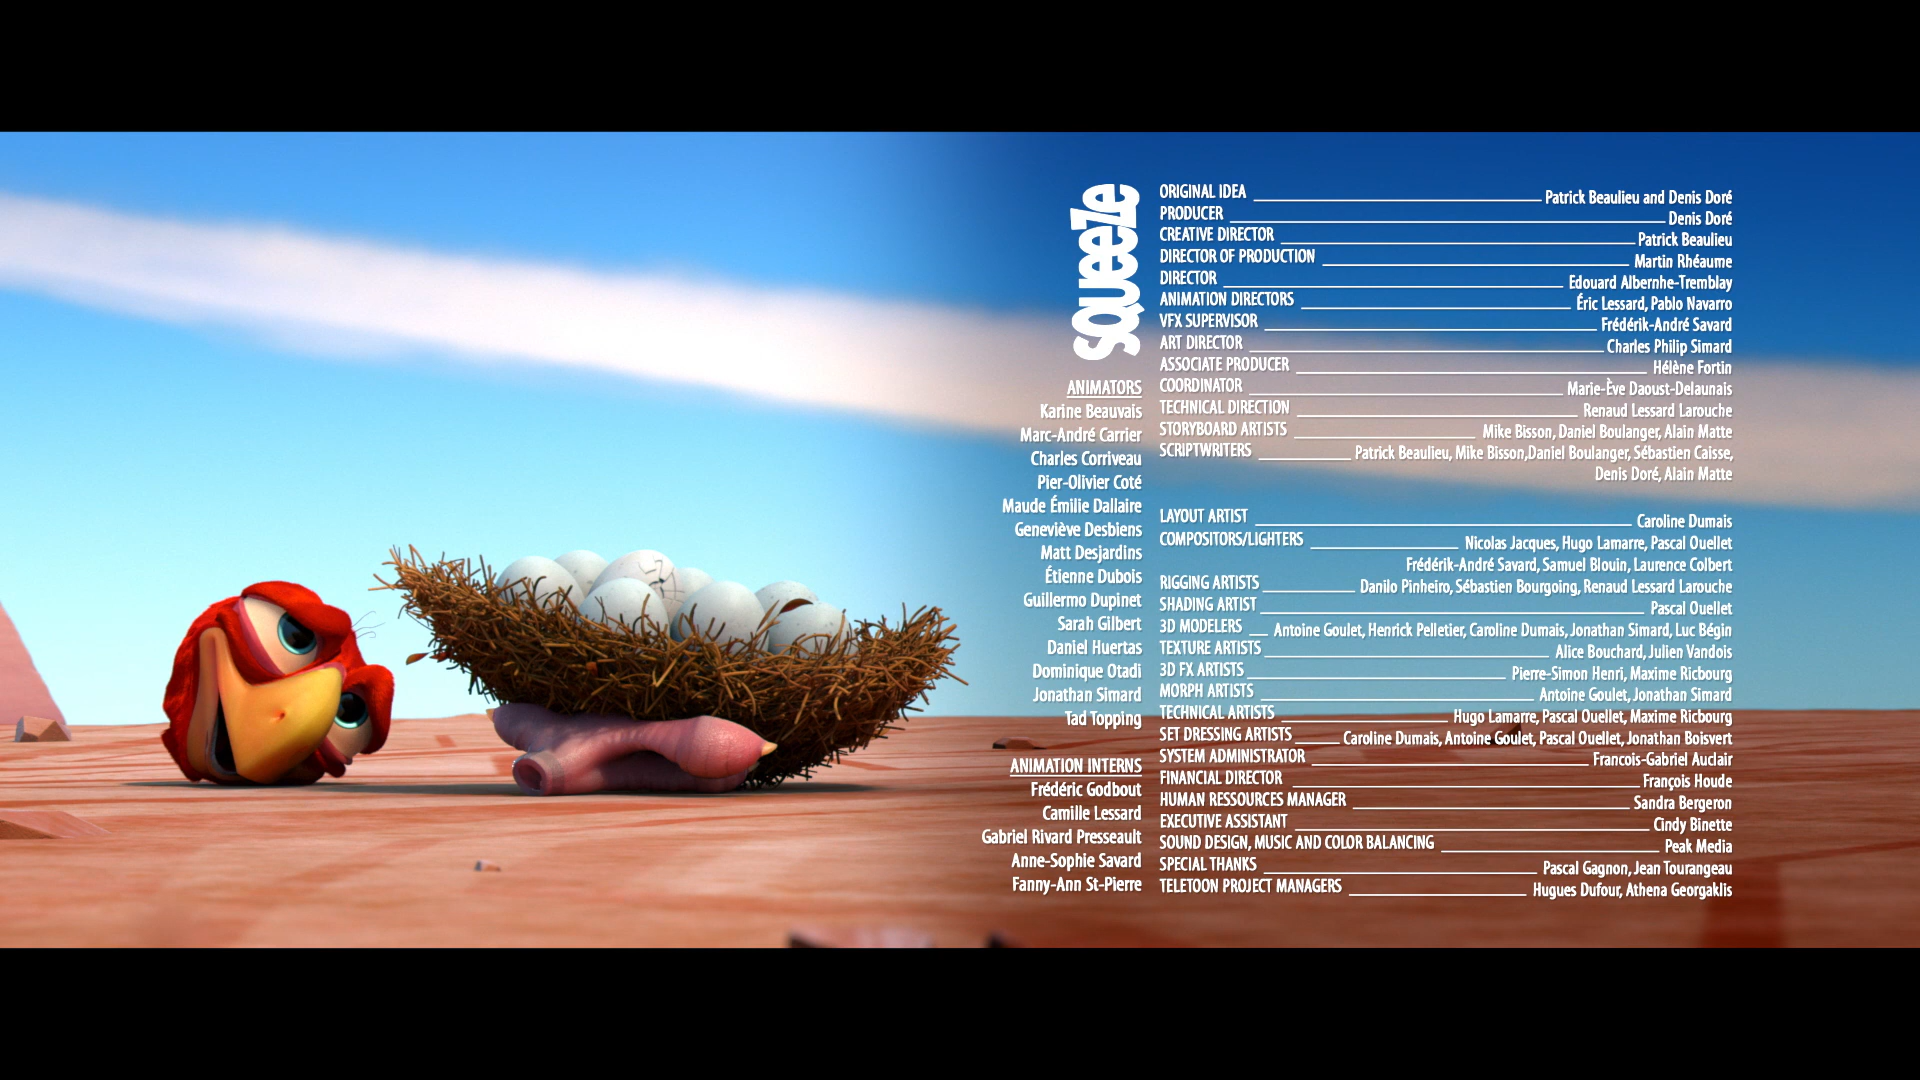 squeeze
ORIGINAL IDEA Patrick Beaulieu and Denis Doré
PRODUCER Denis Doré
CREATIVE DIRECTOR Patrick Beaulieu
DIRECTOR OF PRODUCTION Martin Rhéaume
DIRECTOR Edouard Albernhe-Tremblay
ANIMATION DIRECTORS Éric Lessard, Pablo Navarro
VFX SUPERVISOR Frédérik-André Savard
ART DIRECTOR Charles Philip Simard
ASSOCIATE PRODUCER Hélène Fortin
COORDINATOR Marie-Ève Daoust-Delaunais
TECHNICAL DIRECTION Renaud Lessard Larouche
STORYBOARD ARTISTS Mike Bisson, Daniel Boulanger, Alain Matte
SCRIPTWRITERS Patrick Beaulieu, Mike Bisson,Daniel Boulanger, Sébastien Caisse,
Denis Doré, Alain Matte
LAYOUT ARTIST Caroline Dumais
COMPOSITORS/LIGHTERS Nicolas Jacques, Hugo Lamarre, Pascal Ouellet
Frédérik-André Savard, Samuel Blouin, Laurence Colbert
RIGGING ARTISTS Danilo Pinheiro, Sébastien Bourgoing, Renaud Lessard Larouche
SHADING ARTIST Pascal Ouellet
3D MODELERS Antoine Goulet, Henrick Pelletier, Caroline Dumais, Jonathan Simard, Luc Bégin
TEXTURE ARTISTS Alice Bouchard, Julien Vandois
3D FX ARTISTS Pierre-Simon Henri, Maxime Ricbourg
MORPH ARTISTS Antoine Goulet, Jonathan Simard
TECHNICAL ARTISTS Hugo Lamarre, Pascal Ouellet, Maxime Ricbourg
SET DRESSING ARTISTS Caroline Dumais, Antoine Goulet, Pascal Ouellet, Jonathan Boisvert
SYSTEM ADMINISTRATOR Francois-Gabriel Auclair
FINANCIAL DIRECTOR François Houde
HUMAN RESSOURCES MANAGER Sandra Bergeron
EXECUTIVE ASSISTANT Cindy Binette
SOUND DESIGN, MUSIC AND COLOR BALANCING Peak Media
SPECIAL THANKS Pascal Gagnon, Jean Tourangeau
TELETOON PROJECT MANAGERS Hugues Dufour, Athena Georgaklis
ANIMATORS
Karine Beauvais
Marc-André Carrier
Charles Corriveau
Pier-Olivier Coté
Maude Émilie Dallaire
Geneviève Desbiens
Matt Desjardins
Étienne Dubois
Guillermo Dupinet
Sarah Gilbert
Daniel Huertas
Dominique Otadi
Jonathan Simard
Tad Topping
ANIMATION INTERNS
Frédéric Godbout
Camille Lessard
Gabriel Rivard Presseault
Anne-Sophie Savard
Fanny-Ann St-Pierre